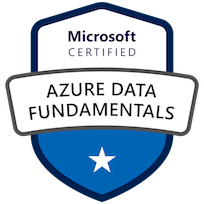 Microsoft
CERTIFIED
AZURE DATA
FUNDAMENTALS